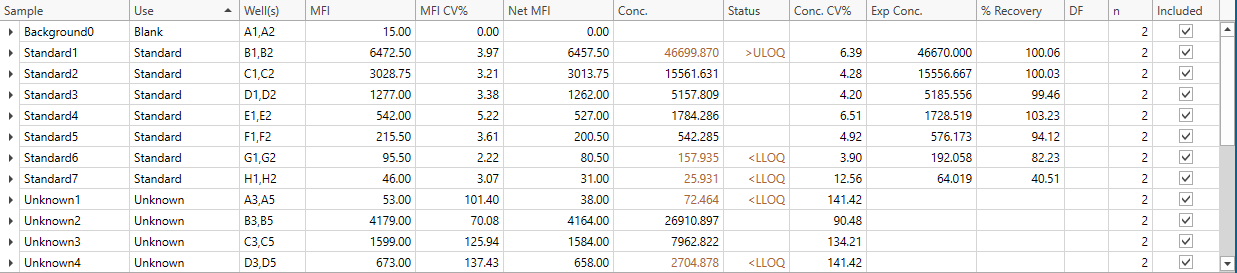 Sample Use Well(s) MFI MFI CV% Net MFI Conc. Status Conc. CV% Exp Conc. % Recovery DF n Included
Background0 Blank A1,A2 15.00 0.00 0.00 2
Standard1 Standard B1,B2 6472.50 3.97 6457.50 46699.870 >ULOQ 6.39 46670.000 100.06 2
Standard2 Standard C1,C2 3028.75 3.21 3013.75 15561.631 4.28 15556.667 100.03 2
Standard3 Standard D1,D2 1277.00 3.38 1262.00 5157.809 4.20 5185.556 99.46 2
Standard4 Standard E1,E2 542.00 5.22 527.00 1784.286 6.51 1728.519 103.23 2
Standard5 Standard F1,F2 215.50 3.61 200.50 542.285 4.92 576.173 94.12 2
Standard6 Standard G1,G2 95.50 2.22 80.50 157.935 <LLOQ 3.90 192.058 82.23 2
Standard7 Standard H1,H2 46.00 3.07 31.00 25.931 <LLOQ 12.56 64.019 40.51 2
Unknown1 Unknown A3,A5 53.00 101.40 38.00 72.464 <LLOQ 141.42 2
Unknown2 Unknown B3,B5 4179.00 70.08 4164.00 26910.897 90.48 2
Unknown3 Unknown C3,C5 1599.00 125.94 1584.00 7962.822 134.21 2
Unknown4 Unknown D3,D5 673.00 137.43 658.00 2704.878 <LLOQ 141.42 2